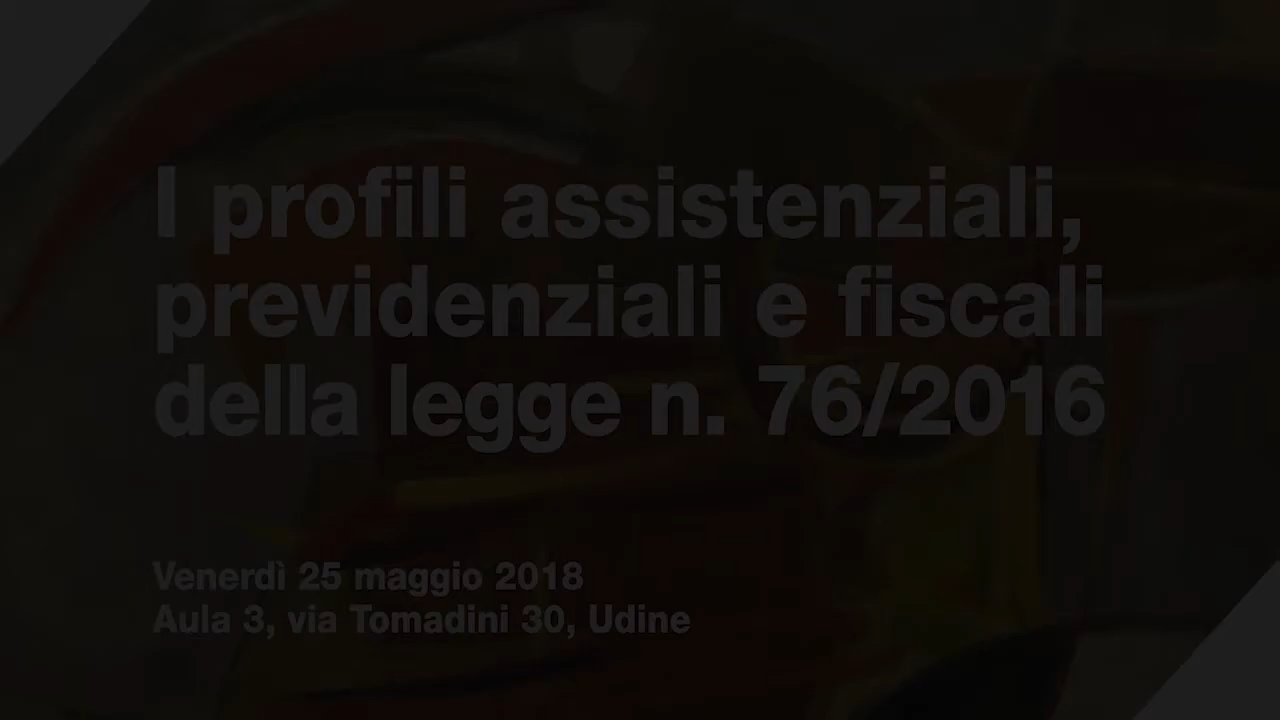 I profili assistenziali,
previdenziali e fiscali
della legge n. 76/2016
Venerdì 25 maggio 2018
Aula 3, via Tomadini 30, Udine